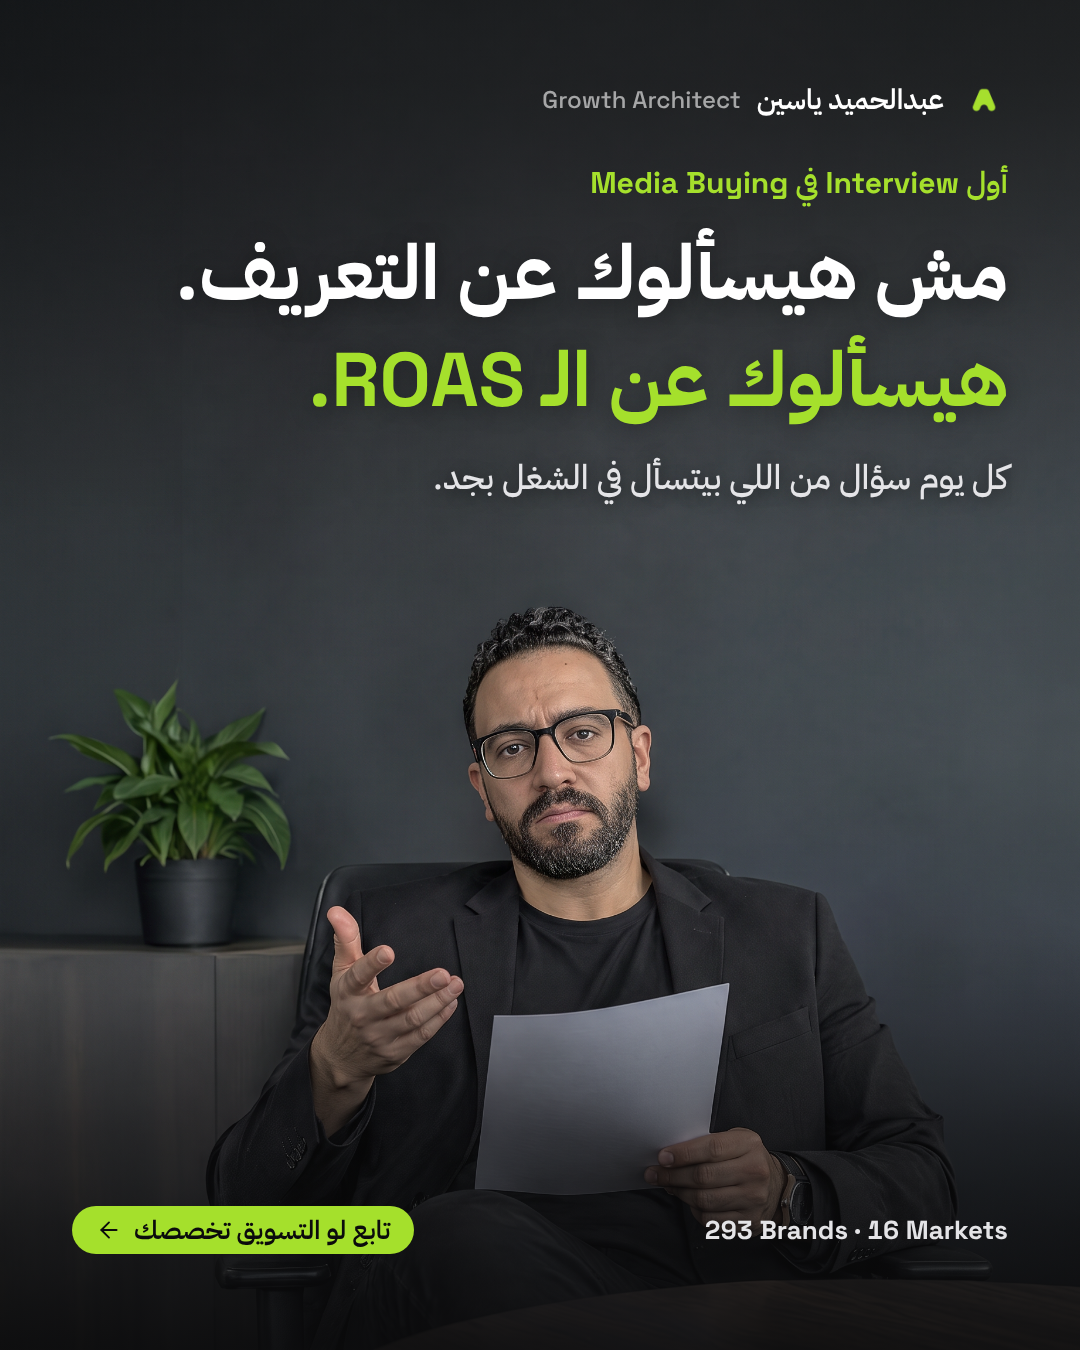 عبدالحميد ياسين Growth Architect
أول Interview في Media Buying
مش هيسألوك عن التعريف.
هيسألوك عن الـ ROAS.
كل يوم سؤال من اللي بيتسأل في الشغل بجد.
293 Brands · 16 Markets
تابع لو التسويق تخصصك ←